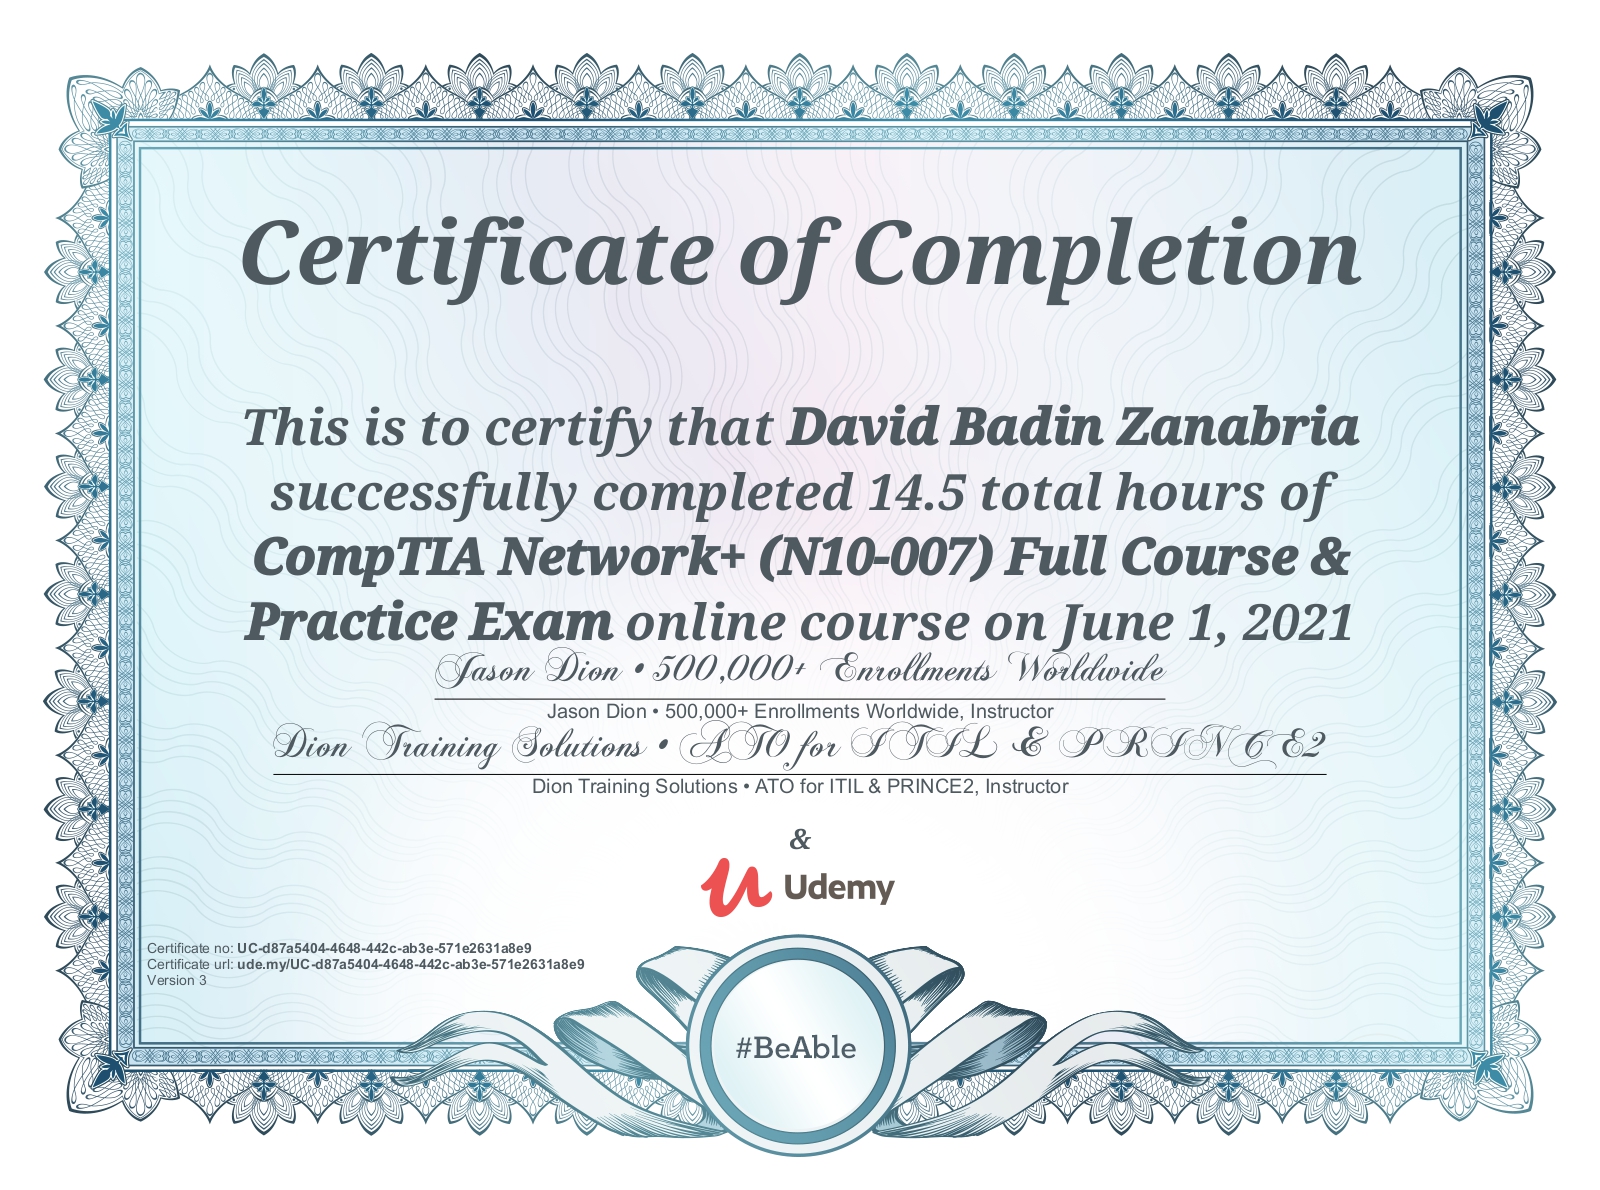 Certificate of Completion
This is to certify that David Badin Zanabria
successfully completed 14.5 total hours of
CompTIA Network+ (N10-007) Full Course &
Practice Exam online course on June 1, 2021
Jason Dion • 500,000+ Enrollments Worldwide
Jason Dion • 500,000+ Enrollments Worldwide, Instructor
Dion Training Solutions • ATO for ITIL & PRINCE2
Dion Training Solutions • ATO for ITIL & PRINCE2, Instructor
&
Udemy
Certificate no: UC-d87a5404-4648-442c-ab3e-571e2631a8e9
Certificate url: ude.my/UC-d87a5404-4648-442c-ab3e-571e2631a8e9
Version 3
#BeAble